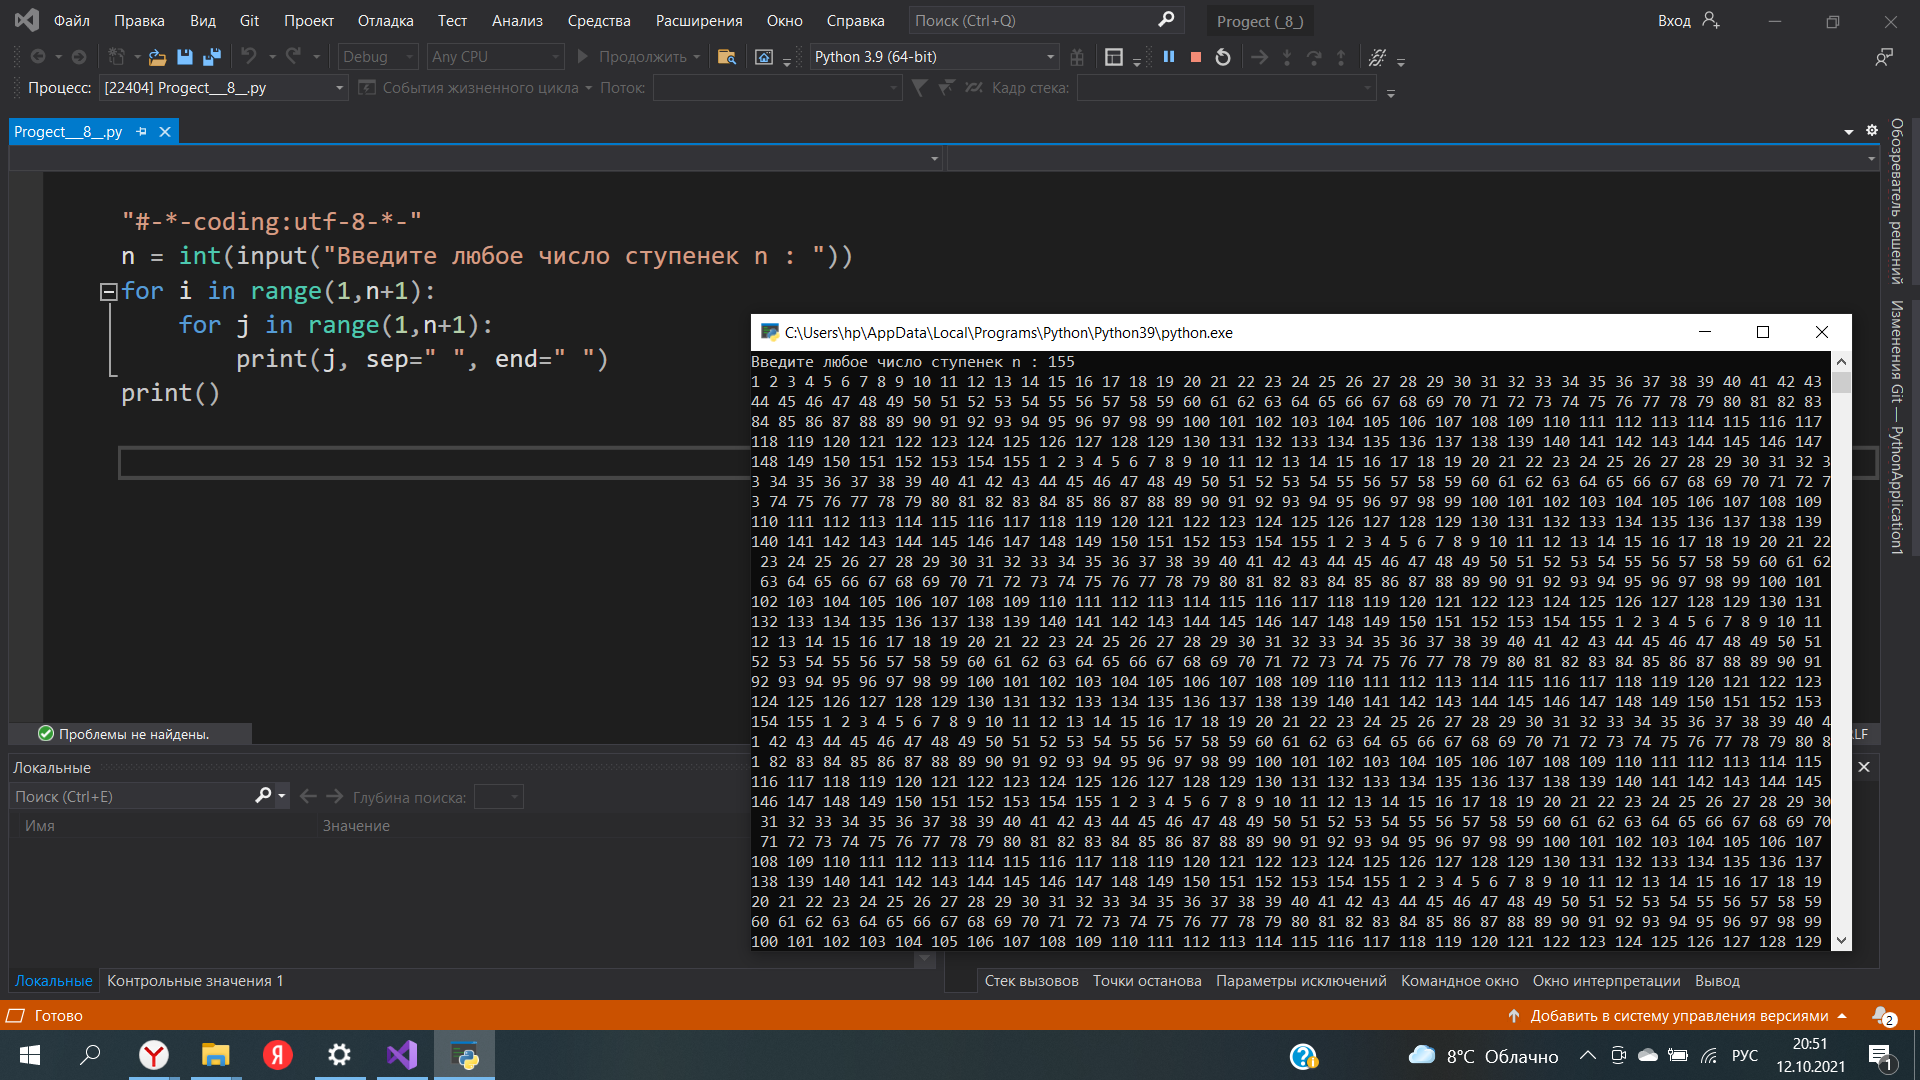 Файл Правка Вид Git Проект Отладка Тест Анализ Средства Расширения Окно Справка Поиск (Ctrl+Q) Progect (_8_) Вход
Debug Any CPU Продолжить Python 3.9 (64-bit)
Процесс: [22404] Progect__8_.py События жизненного цикла Поток: Кадр стека:
Progect__8_.py
"#-*-coding:utf-8-*-"
n = int(input("Введите любое число ступенек n : "))
for i in range(1,n+1):
for j in range(1,n+1):
print(j, sep=" ", end=" ")
print()
Обозреватель решений
Изменения Git — PythonApplication1
C:\Users\hp\AppData\Local\Programs\Python\Python39\python.exe
Введите любое число ступенек n : 155
1 2 3 4 5 6 7 8 9 10 11 12 13 14 15 16 17 18 19 20 21 22 23 24 25 26 27 28 29 30 31 32 33 34 35 36 37 38 39 40 41 42 43
44 45 46 47 48 49 50 51 52 53 54 55 56 57 58 59 60 61 62 63 64 65 66 67 68 69 70 71 72 73 74 75 76 77 78 79 80 81 82 83
84 85 86 87 88 89 90 91 92 93 94 95 96 97 98 99 100 101 102 103 104 105 106 107 108 109 110 111 112 113 114 115 116 117
118 119 120 121 122 123 124 125 126 127 128 129 130 131 132 133 134 135 136 137 138 139 140 141 142 143 144 145 146 147
148 149 150 151 152 153 154 155 1 2 3 4 5 6 7 8 9 10 11 12 13 14 15 16 17 18 19 20 21 22 23 24 25 26 27 28 29 30 31 32 3
3 34 35 36 37 38 39 40 41 42 43 44 45 46 47 48 49 50 51 52 53 54 55 56 57 58 59 60 61 62 63 64 65 66 67 68 69 70 71 72 7
3 74 75 76 77 78 79 80 81 82 83 84 85 86 87 88 89 90 91 92 93 94 95 96 97 98 99 100 101 102 103 104 105 106 107 108 109
110 111 112 113 114 115 116 117 118 119 120 121 122 123 124 125 126 127 128 129 130 131 132 133 134 135 136 137 138 139
140 141 142 143 144 145 146 147 148 149 150 151 152 153 154 155 1 2 3 4 5 6 7 8 9 10 11 12 13 14 15 16 17 18 19 20 21 22
23 24 25 26 27 28 29 30 31 32 33 34 35 36 37 38 39 40 41 42 43 44 45 46 47 48 49 50 51 52 53 54 55 56 57 58 59 60 61 62
63 64 65 66 67 68 69 70 71 72 73 74 75 76 77 78 79 80 81 82 83 84 85 86 87 88 89 90 91 92 93 94 95 96 97 98 99 100 101
102 103 104 105 106 107 108 109 110 111 112 113 114 115 116 117 118 119 120 121 122 123 124 125 126 127 128 129 130 131
132 133 134 135 136 137 138 139 140 141 142 143 144 145 146 147 148 149 150 151 152 153 154 155 1 2 3 4 5 6 7 8 9 10 11
12 13 14 15 16 17 18 19 20 21 22 23 24 25 26 27 28 29 30 31 32 33 34 35 36 37 38 39 40 41 42 43 44 45 46 47 48 49 50 51
52 53 54 55 56 57 58 59 60 61 62 63 64 65 66 67 68 69 70 71 72 73 74 75 76 77 78 79 80 81 82 83 84 85 86 87 88 89 90 91
92 93 94 95 96 97 98 99 100 101 102 103 104 105 106 107 108 109 110 111 112 113 114 115 116 117 118 119 120 121 122 123
124 125 126 127 128 129 130 131 132 133 134 135 136 137 138 139 140 141 142 143 144 145 146 147 148 149 150 151 152 153
154 155 1 2 3 4 5 6 7 8 9 10 11 12 13 14 15 16 17 18 19 20 21 22 23 24 25 26 27 28 29 30 31 32 33 34 35 36 37 38 39 40 4
1 42 43 44 45 46 47 48 49 50 51 52 53 54 55 56 57 58 59 60 61 62 63 64 65 66 67 68 69 70 71 72 73 74 75 76 77 78 79 80 8
1 82 83 84 85 86 87 88 89 90 91 92 93 94 95 96 97 98 99 100 101 102 103 104 105 106 107 108 109 110 111 112 113 114 115
116 117 118 119 120 121 122 123 124 125 126 127 128 129 130 131 132 133 134 135 136 137 138 139 140 141 142 143 144 145
146 147 148 149 150 151 152 153 154 155 1 2 3 4 5 6 7 8 9 10 11 12 13 14 15 16 17 18 19 20 21 22 23 24 25 26 27 28 29 30
31 32 33 34 35 36 37 38 39 40 41 42 43 44 45 46 47 48 49 50 51 52 53 54 55 56 57 58 59 60 61 62 63 64 65 66 67 68 69 70
71 72 73 74 75 76 77 78 79 80 81 82 83 84 85 86 87 88 89 90 91 92 93 94 95 96 97 98 99 100 101 102 103 104 105 106 107
108 109 110 111 112 113 114 115 116 117 118 119 120 121 122 123 124 125 126 127 128 129 130 131 132 133 134 135 136 137
138 139 140 141 142 143 144 145 146 147 148 149 150 151 152 153 154 155 1 2 3 4 5 6 7 8 9 10 11 12 13 14 15 16 17 18 19
20 21 22 23 24 25 26 27 28 29 30 31 32 33 34 35 36 37 38 39 40 41 42 43 44 45 46 47 48 49 50 51 52 53 54 55 56 57 58 59
60 61 62 63 64 65 66 67 68 69 70 71 72 73 74 75 76 77 78 79 80 81 82 83 84 85 86 87 88 89 90 91 92 93 94 95 96 97 98 99
100 101 102 103 104 105 106 107 108 109 110 111 112 113 114 115 116 117 118 119 120 121 122 123 124 125 126 127 128 129
Проблемы не найдены.
LF
Локальные
Поиск (Ctrl+E) Глубина поиска:
Имя Значение
Локальные Контрольные значения 1
Стек вызовов Точки останова Параметры исключений Командное окно Окно интерпретации Вывод
Готово Добавить в систему управления версиями 2
8°C Облачно РУС 20:51
12.10.2021 1